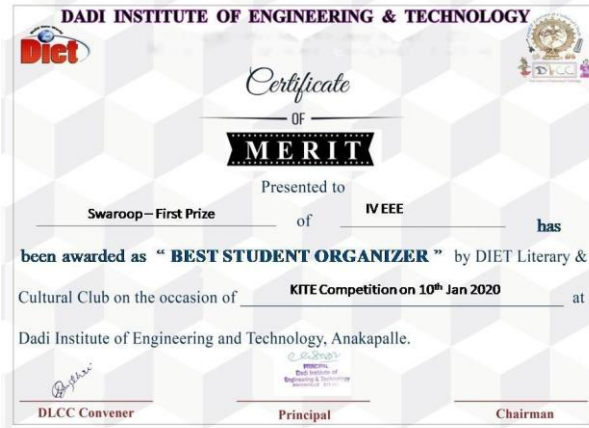 DADI INSTITUTE OF ENGINEERING & TECHNOLOGY
Diet
DLCC
Certificate
OF
MERIT
Presented to
Swaroop – First Prize of IV EEE has
been awarded as “ BEST STUDENT ORGANIZER ” by DIET Literary &
Cultural Club on the occasion of KITE Competition on 10th Jan 2020 at
Dadi Institute of Engineering and Technology, Anakapalle.
PRINCIPAL
Dadi Institute of
Engineering & Technology
DLCC Convener Principal Chairman